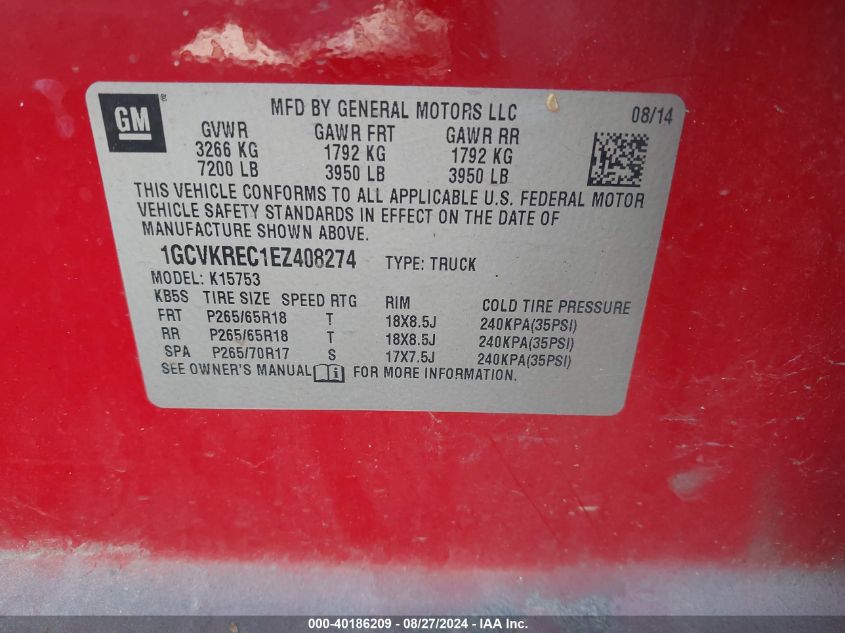 GM®
MFD BY GENERAL MOTORS LLC 08/14
GVWR GAWR FRT GAWR RR
3266 KG 1792 KG 1792 KG
7200 LB 3950 LB 3950 LB
THIS VEHICLE CONFORMS TO ALL APPLICABLE U.S. FEDERAL MOTOR
VEHICLE SAFETY STANDARDS IN EFFECT ON THE DATE OF
MANUFACTURE SHOWN ABOVE.
1GCVKREC1EZ408274 TYPE: TRUCK
MODEL: K15753
KB5S TIRE SIZE SPEED RTG RIM COLD TIRE PRESSURE
FRT P265/65R18 T 18X8.5J 240KPA(35PSI)
RR P265/65R18 T 18X8.5J 240KPA(35PSI)
SPA P265/70R17 S 17X7.5J 240KPA(35PSI)
SEE OWNER'S MANUAL i FOR MORE INFORMATION.
000-40186209 - 08/27/2024 - IAA Inc.